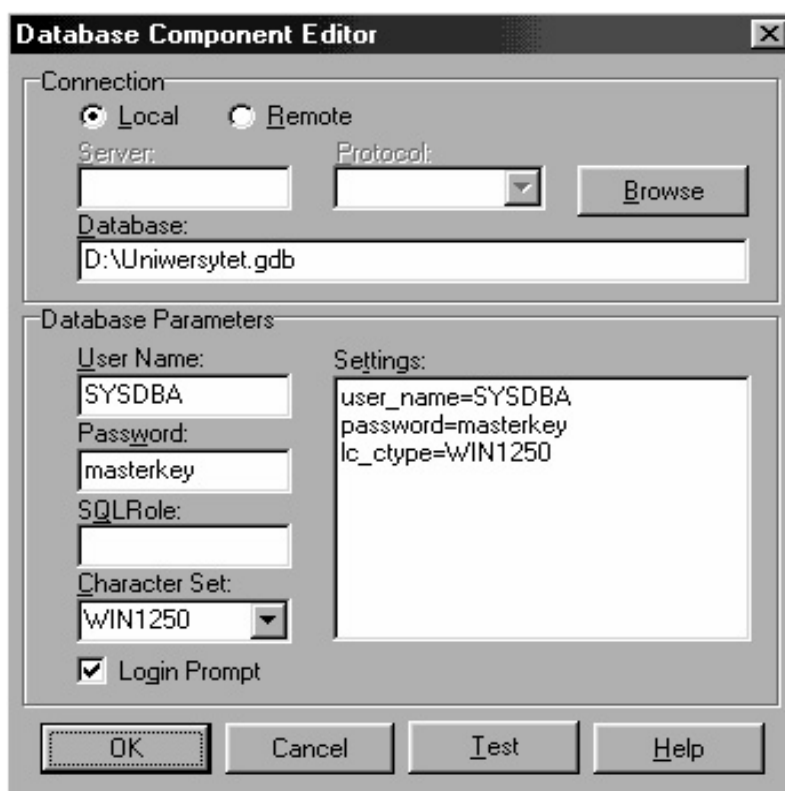 Database Component Editor
Connection
Local Remote
Server: Protocol:
Browse
Database:
D:\Uniwersytet.gdb
Database Parameters
User Name: Settings:
SYSDBA
user_name=SYSDBA
password=masterkey
lc_ctype=WIN1250
Password:
masterkey
SQLRole:
Character Set:
WIN1250
Login Prompt
OK Cancel Test Help